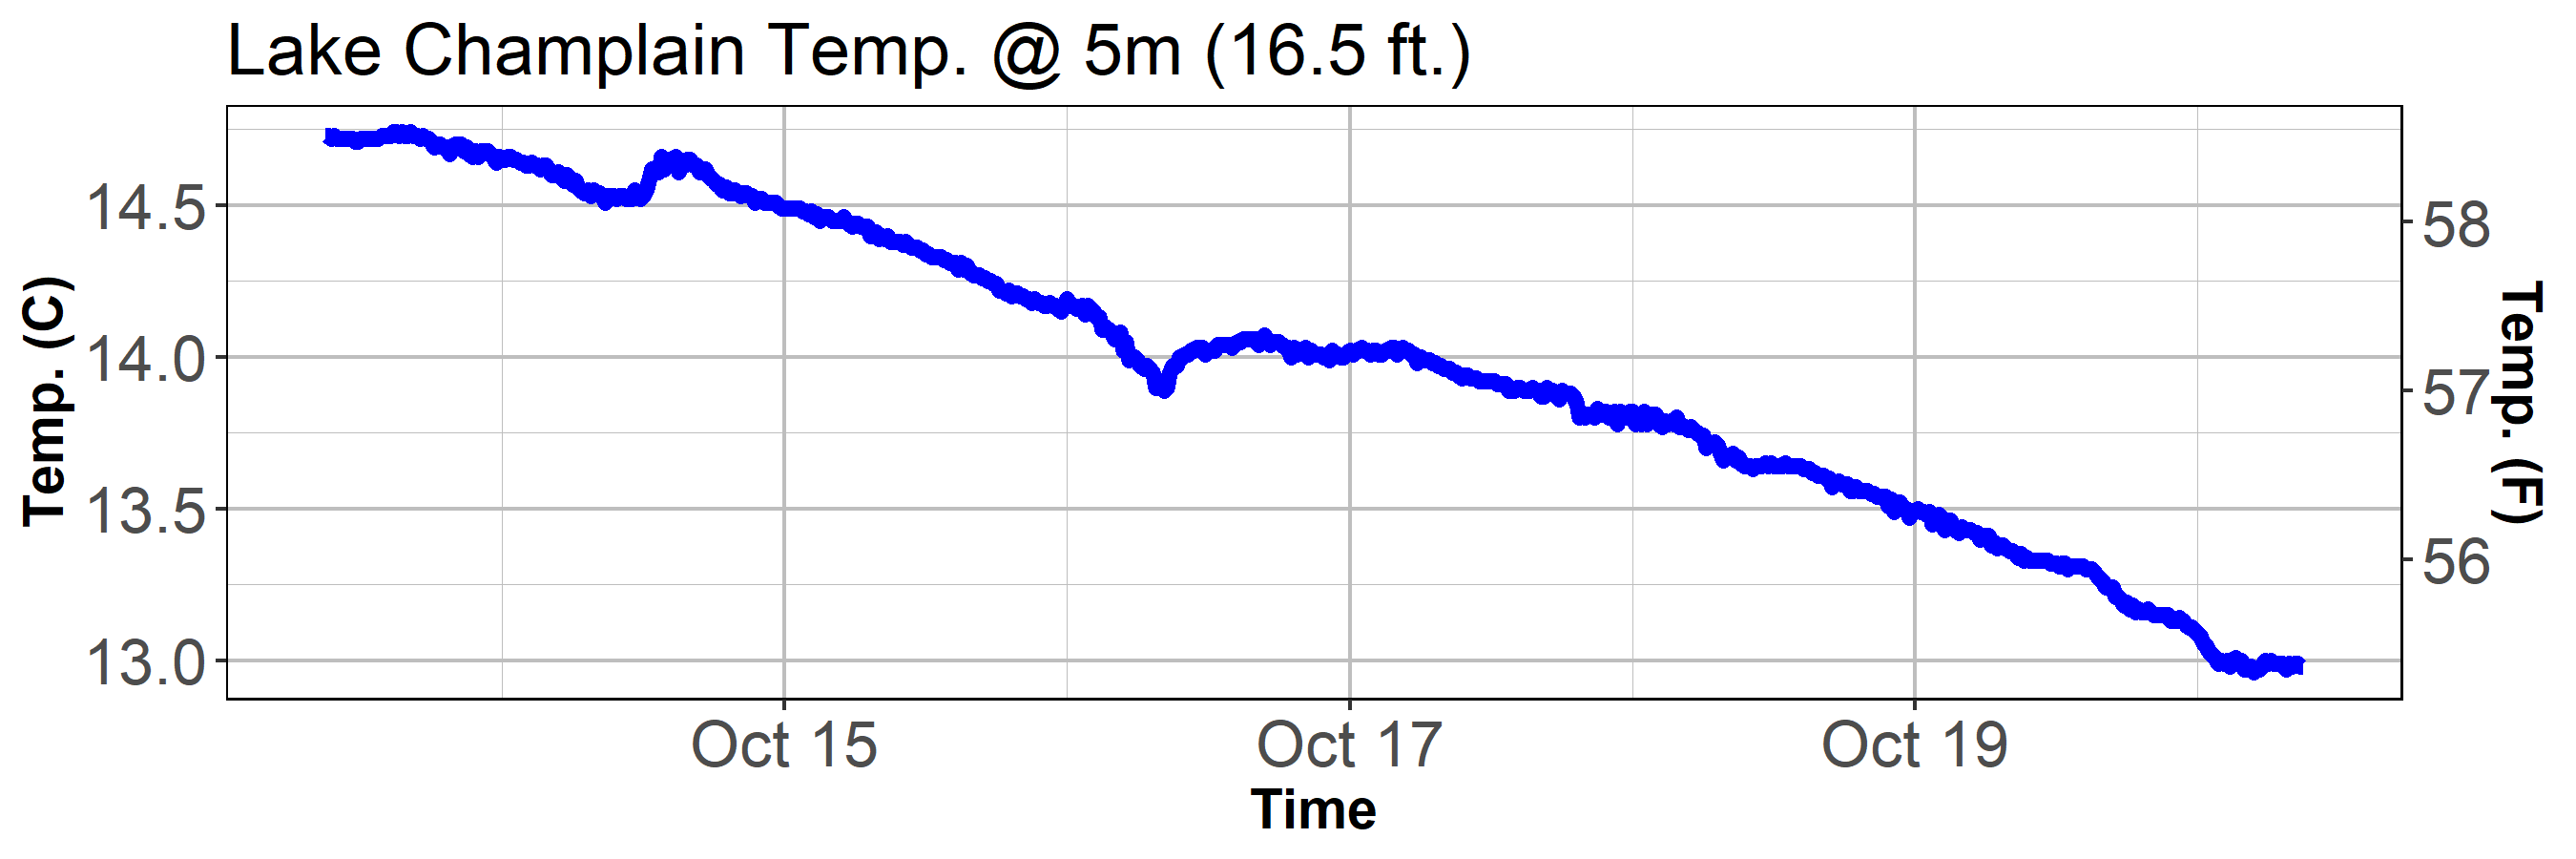 Lake Champlain Temp. @ 5m (16.5 ft.)
Temp. (C)
14.5
14.0
13.5
13.0
58
57
56
Temp. (F)
Oct 15 Oct 17 Oct 19
Time